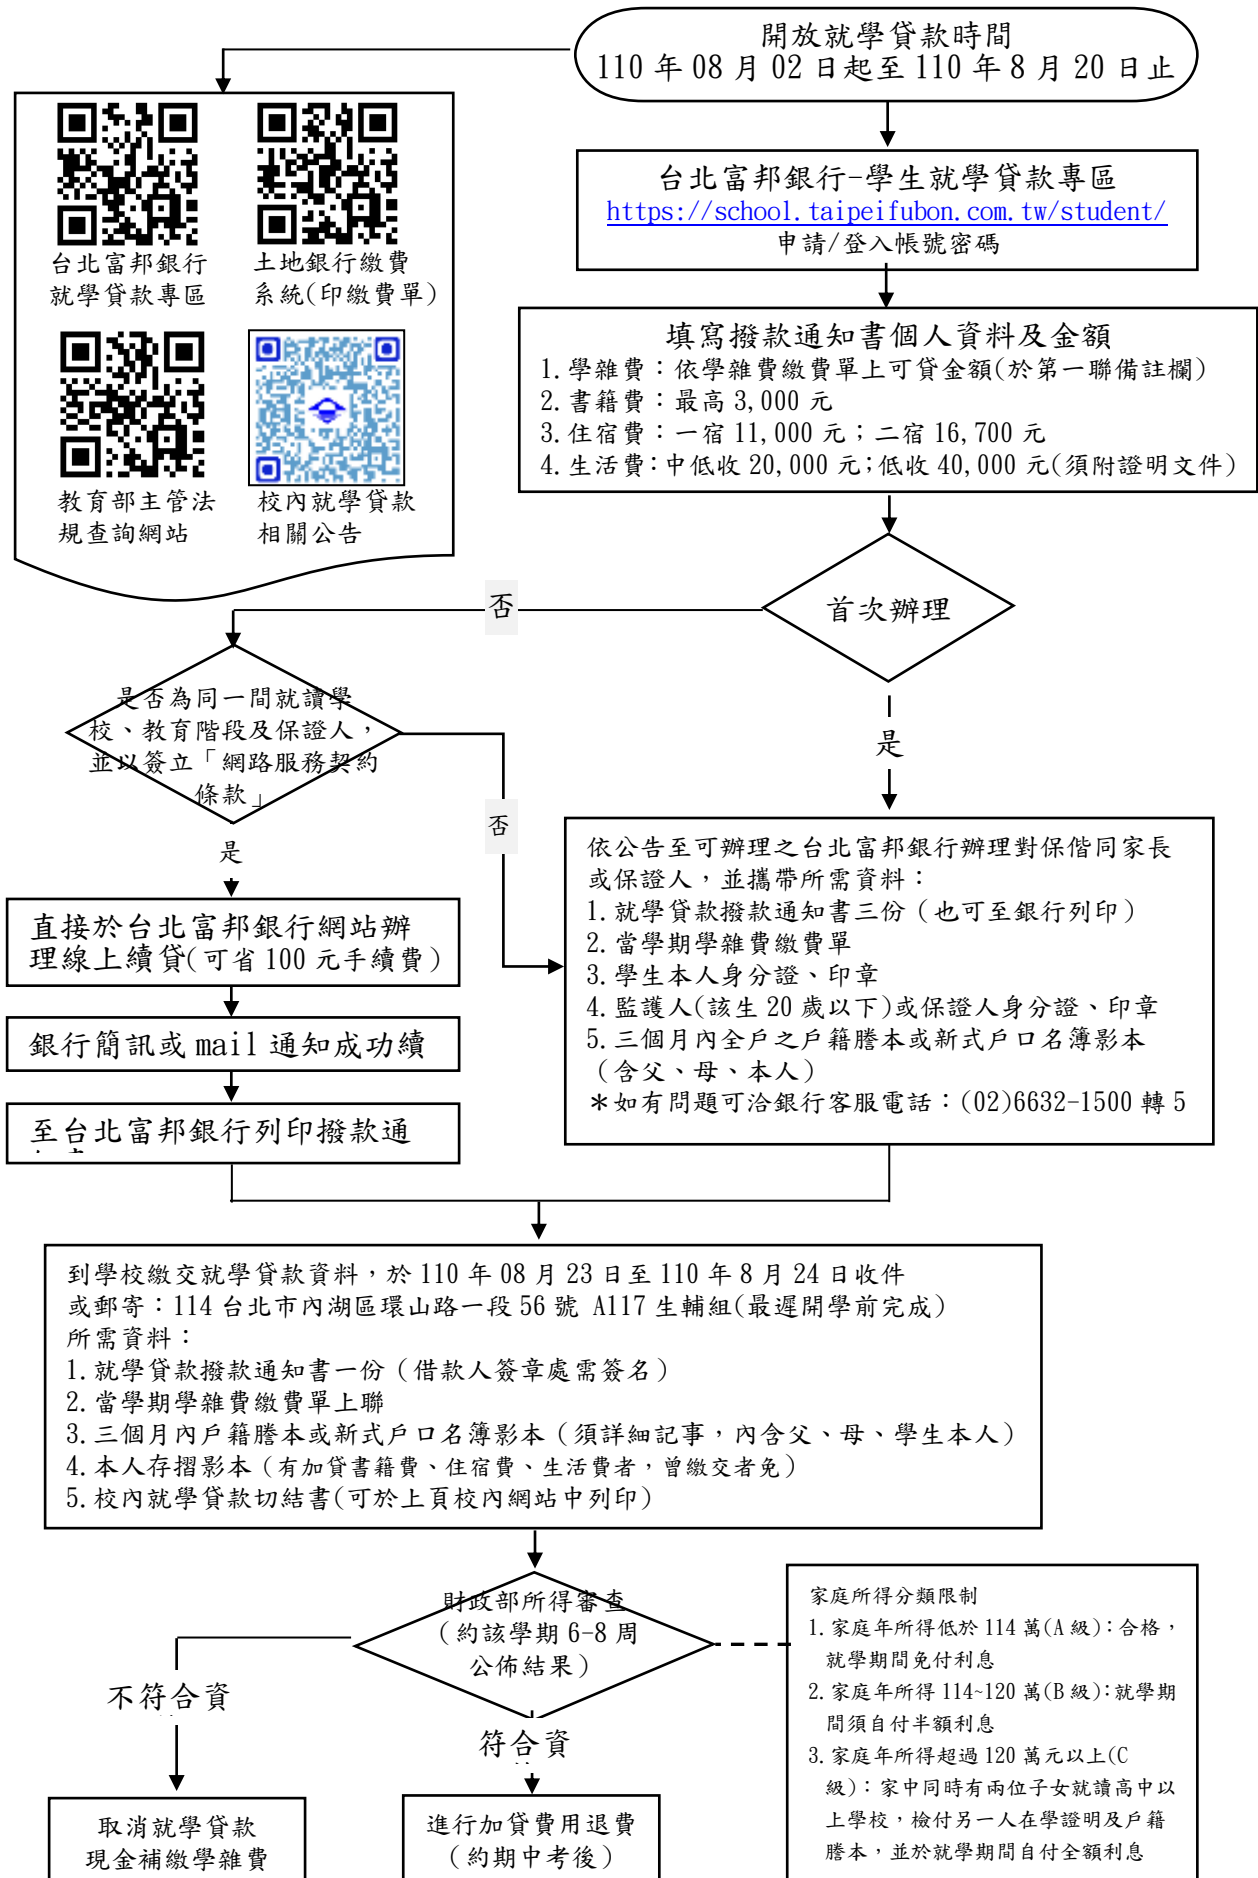 開放就學貸款時間
110 年 08 月 02 日起至 110 年 8 月 20 日止
台北富邦銀行
就學貸款專區
土地銀行繳費
系統(印繳費單)
教育部主管法
規查詢網站
校內就學貸款
相關公告
台北富邦銀行-學生就學貸款專區
https://school.taipeifubon.com.tw/student/
申請/登入帳號密碼
填寫撥款通知書個人資料及金額
1.學雜費：依學雜費繳費單上可貸金額(於第一聯備註欄)
2.書籍費：最高 3,000 元
3.住宿費：一宿 11,000 元；二宿 16,700 元
4.生活費:中低收 20,000 元;低收 40,000 元(須附證明文件)
首次辦理
否
是
是否為同一間就讀學
校、教育階段及保證人，
並以簽立「網路服務契約
條款」
否
是
直接於台北富邦銀行網站辦
理線上續貸(可省 100 元手續費)
銀行簡訊或 mail 通知成功續
至台北富邦銀行列印撥款通
依公告至可辦理之台北富邦銀行辦理對保偕同家長
或保證人，並攜帶所需資料：
1.就學貸款撥款通知書三份（也可至銀行列印）
2.當學期學雜費繳費單
3.學生本人身分證、印章
4.監護人(該生 20 歲以下)或保證人身分證、印章
5.三個月內全戶之戶籍謄本或新式戶口名簿影本
（含父、母、本人）
＊如有問題可洽銀行客服電話：(02)6632-1500 轉 5
到學校繳交就學貸款資料，於 110 年 08 月 23 日至 110 年 8 月 24 日收件
或郵寄：114 台北市內湖區環山路一段 56 號 A117 生輔組(最遲開學前完成)
所需資料：
1.就學貸款撥款通知書一份（借款人簽章處需簽名）
2.當學期學雜費繳費單上聯
3.三個月內戶籍謄本或新式戶口名簿影本（須詳細記事，內含父、母、學生本人）
4.本人存摺影本（有加貸書籍費、住宿費、生活費者，曾繳交者免）
5.校內就學貸款切結書(可於上頁校內網站中列印)
財政部所得審查
（約該學期 6-8 周
公佈結果）
不符合資
符合資
取消就學貸款
現金補繳學雜費
進行加貸費用退費
（約期中考後）
家庭所得分類限制
1.家庭年所得低於 114 萬(A 級):合格，
就學期間免付利息
2.家庭年所得 114~120 萬(B 級):就學期
間須自付半額利息
3.家庭年所得超過 120 萬元以上(C
級)：家中同時有兩位子女就讀高中以
上學校，檢付另一人在學證明及戶籍
謄本，並於就學期間自付全額利息